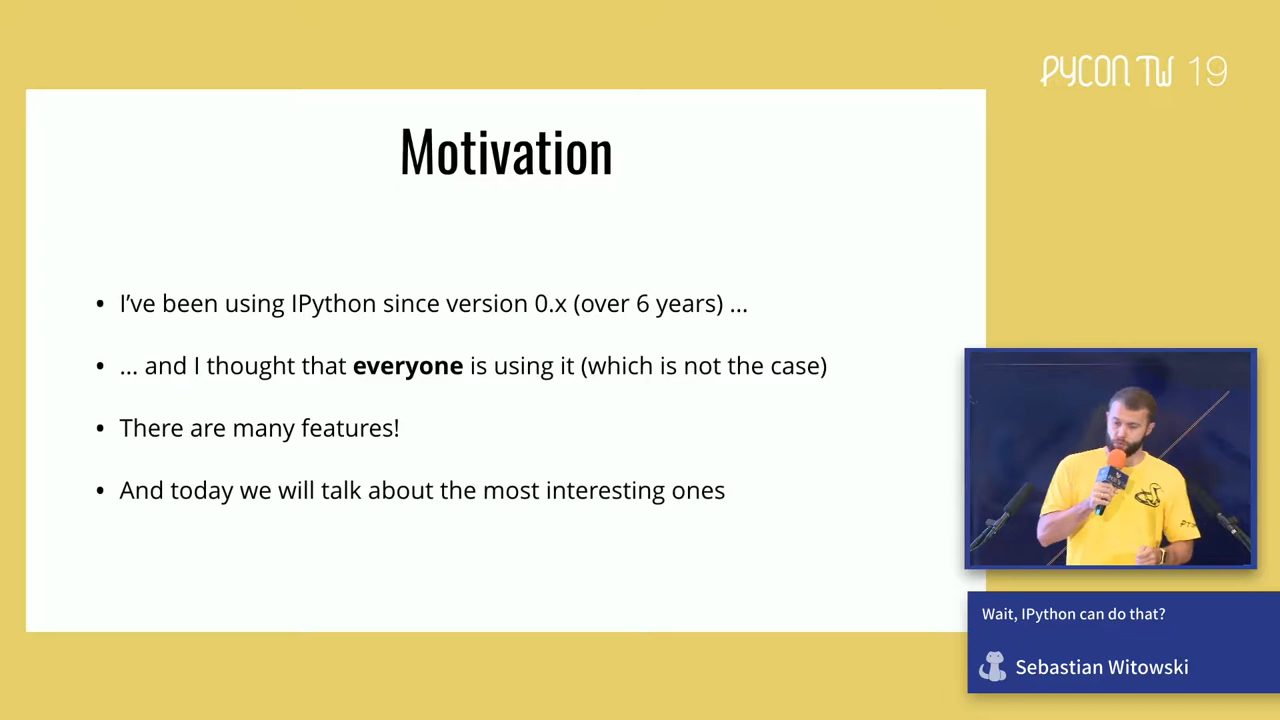 PYCON TW 19
Motivation
• I've been using IPython since version 0.x (over 6 years) ...
• ... and I thought that everyone is using it (which is not the case)
• There are many features!
• And today we will talk about the most interesting ones
Wait, IPython can do that?
Sebastian Witowski